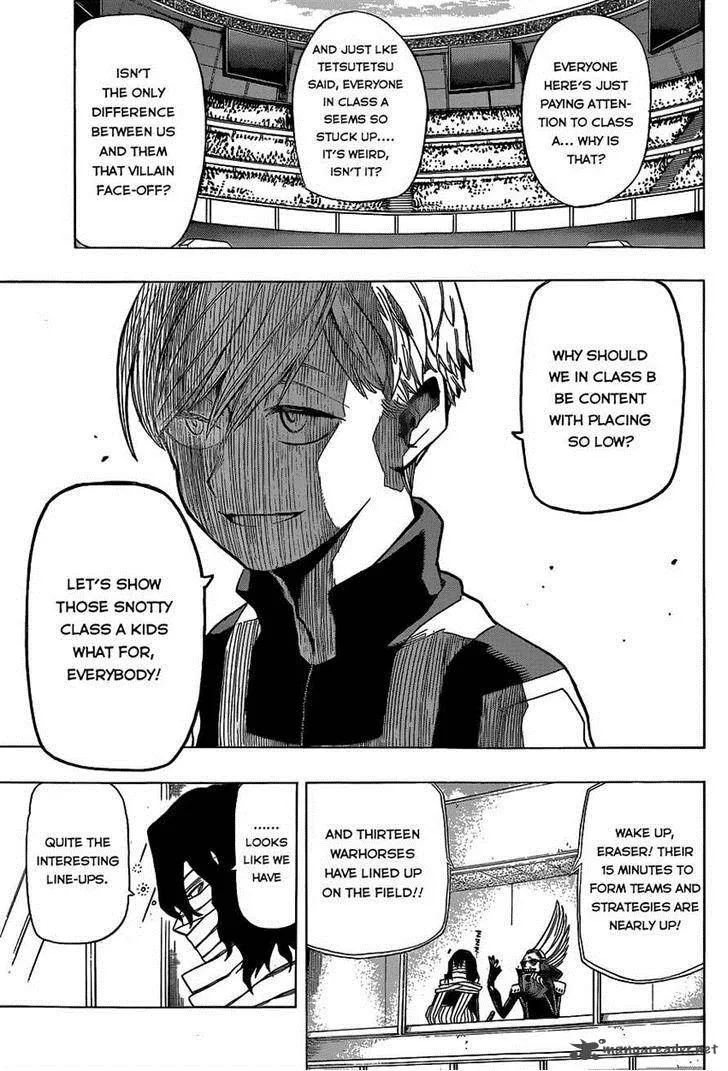 EVERYONE
HERE'S JUST
PAYING ATTEN-
TION TO CLASS
A... WHY IS
THAT?
AND JUST LKE
TETSUTETSU
SAID, EVERYONE
IN CLASS A
SEEMS SO
STUCK UP....
IT'S WEIRD,
ISN'T IT?
ISN'T
THE ONLY
DIFFERENCE
BETWEEN US
AND THEM
THAT VILLAIN
FACE-OFF?
WHY SHOULD
WE IN CLASS B
BE CONTENT
WITH PLACING
SO LOW?
LET'S SHOW
THOSE SNOTTY
CLASS A KIDS
WHAT FOR,
EVERYBODY!
WAKE UP,
ERASER! THEIR
15 MINUTES TO
FORM TEAMS AND
STRATEGIES ARE
NEARLY UP!
AND THIRTEEN
WARHORSES
HAVE LINED UP
ON THE FIELD!!
......
LOOKS
LIKE WE
HAVE
QUITE THE
INTERESTING
LINE-UPS.
mangareader.net